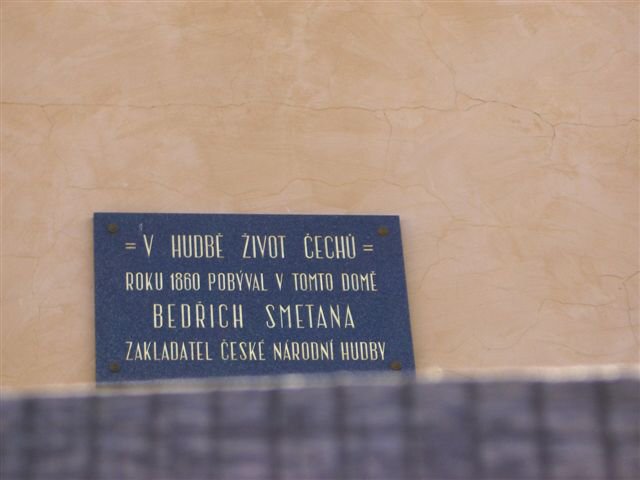 = V HUDBĚ ŽIVOT ČECHŮ =
ROKU 1860 POBÝVAL V TOMTO DOMĚ
BEDŘICH SMETANA
ZAKLADATEL ČESKÉ NÁRODNÍ HUDBY